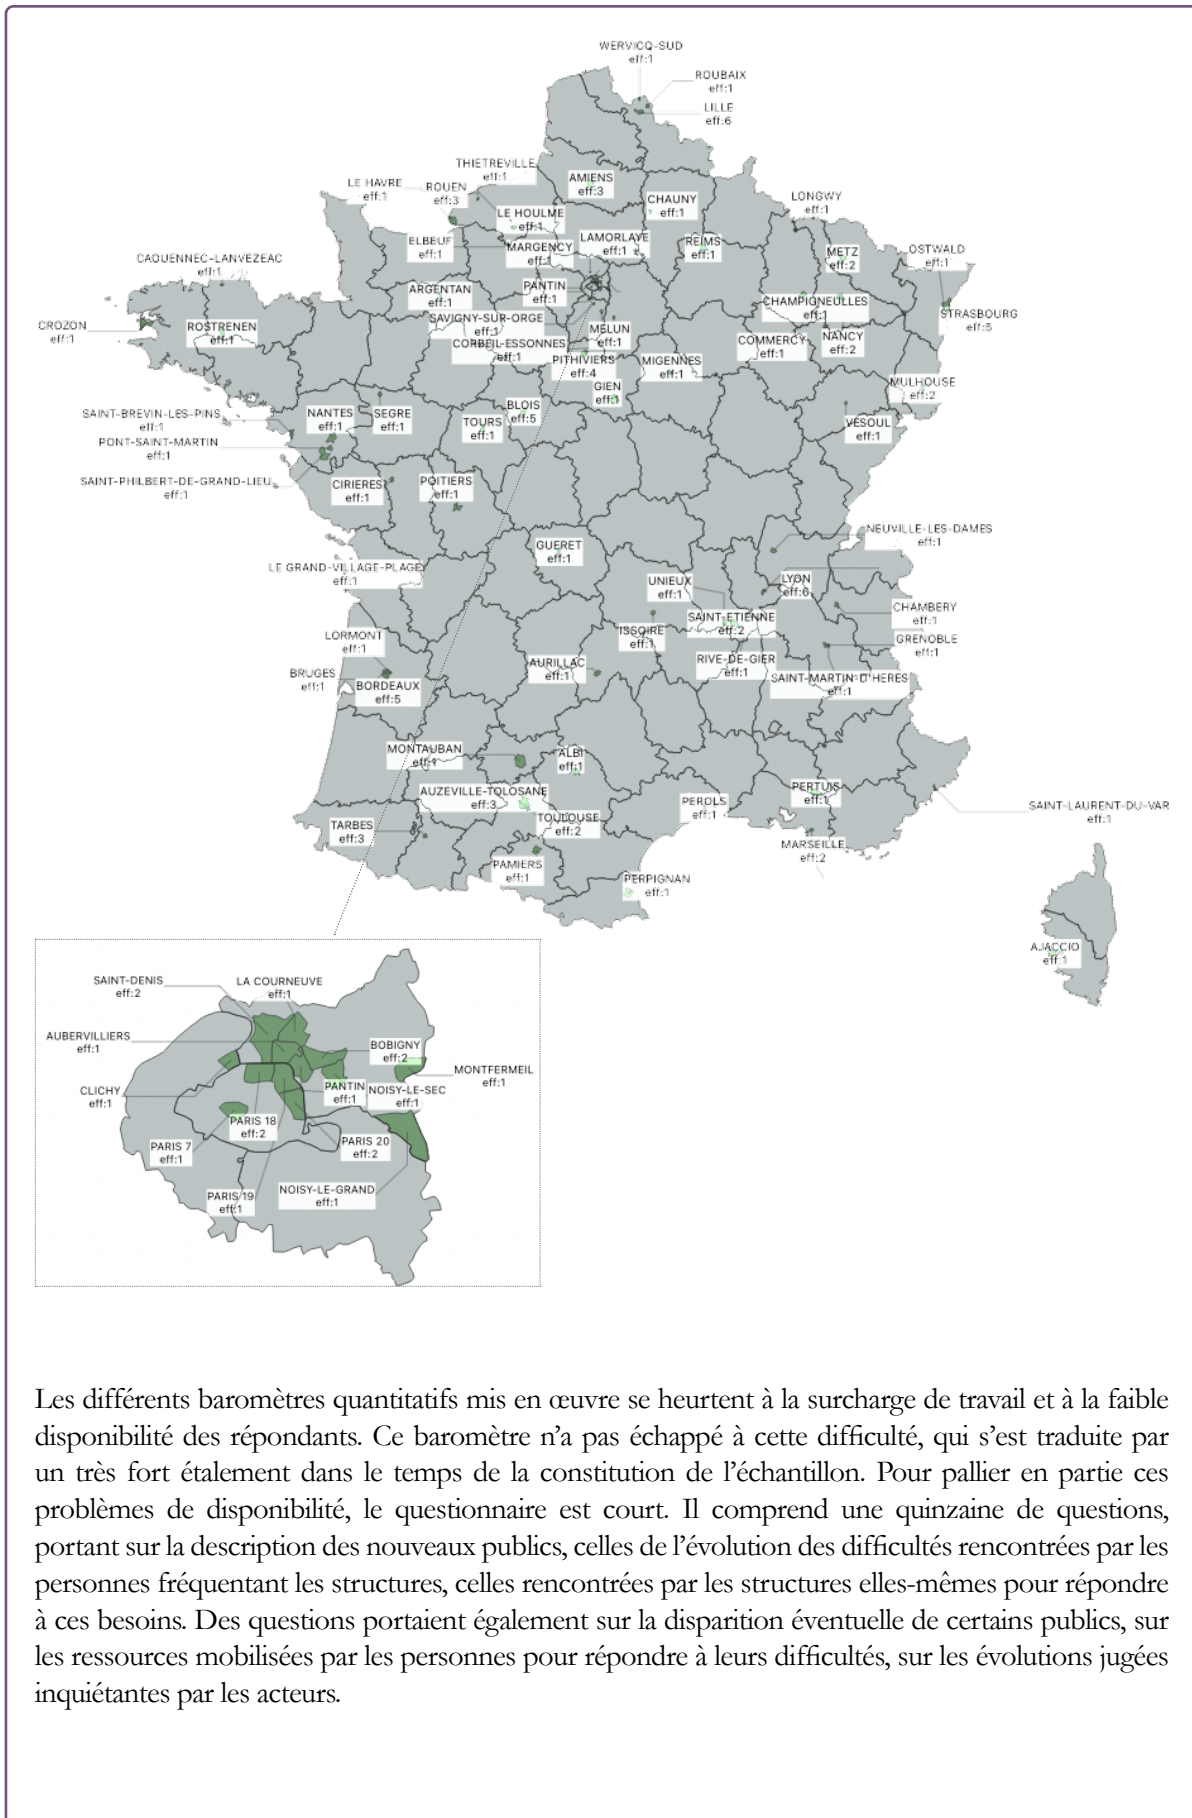 WERVICQ-SUD
eff:1
ROUBAIX
eff:1
LILLE
eff:6
THIETREVILLE
eff:1
LE HAVRE
eff:1
ROUEN
eff:3
AMIENS
eff:3
CHAUNY
eff:1
LONGWY
eff:1
LE HOULME
eff:1
ELBEUF
eff:1
MARGENCY
LAMORLAYE
eff:1
REIMS
eff:1
METZ
eff:2
OSTWALD
eff:1
CAOUENNEC-LANVEZEAC
eff:1
ARGENTAN
eff:1
PANTIN
eff:1
CHAMPIGNEULLES
eff:1
STRASBOURG
eff:5
CROZON
eff:1
ROSTRENEN
eff:1
SAVIGNY-SUR-ORGE
eff:1
MELUN
eff:1
CORBEIL-ESSONNES
eff:1
COMMERCY
eff:1
NANCY
eff:2
PITHIVIERS
eff:4
MIGENNES
eff:1
GIEN
eff:1
MULHOUSE
eff:2
SAINT-BREVIN-LES-PINS
eff:1
NANTES
eff:1
SEGRE
eff:1
BLOIS
eff:5
TOURS
eff:1
VESOUL
eff:1
PONT-SAINT-MARTIN
eff:1
SAINT-PHILBERT-DE-GRAND-LIEU
eff:1
CIRIERES
eff:1
POITIERS
eff:1
NEUVILLE-LES-DAMES
eff:1
GUERET
eff:1
LE GRAND-VILLAGE-PLAGE
eff:1
UNIEUX
eff:1
LYON
eff:6
CHAMBERY
eff:1
SAINT-ETIENNE
eff:2
ISSOIRE
eff:1
GRENOBLE
eff:1
LORMONT
eff:1
AURILLAC
eff:1
RIVE-DE-GIER
eff:1
SAINT-MARTIN-D'HERES
eff:1
BRUGES
eff:1
BORDEAUX
eff:5
MONTAUBAN
eff:1
ALBI
eff:1
AUZEVILLE-TOLOSANE
eff:3
PERTUIS
eff:1
PEROLS
eff:1
SAINT-LAURENT-DU-VAR
eff:1
TARBES
eff:3
TOULOUSE
eff:2
MARSEILLE
eff:2
PAMIERS
eff:1
PERPIGNAN
eff:1
AJACCIO
eff:1
SAINT-DENIS
eff:2
LA COURNEUVE
eff:1
AUBERVILLIERS
eff:1
BOBIGNY
eff:2
MONTFERMEIL
eff:1
CLICHY
eff:1
PANTIN
eff:1
NOISY-LE-SEC
eff:1
PARIS 18
eff:2
PARIS 7
eff:1
PARIS 20
eff:2
PARIS 19
eff:1
NOISY-LE-GRAND
eff:1
Les différents baromètres quantitatifs mis en œuvre se heurtent à la surcharge de travail et à la faible
disponibilité des répondants. Ce baromètre n'a pas échappé à cette difficulté, qui s'est traduite par
un très fort étalement dans le temps de la constitution de l'échantillon. Pour pallier en partie ces
problèmes de disponibilité, le questionnaire est court. Il comprend une quinzaine de questions,
portant sur la description des nouveaux publics, celles de l'évolution des difficultés rencontrées par les
personnes fréquentant les structures, celles rencontrées par les structures elles-mêmes pour répondre
à ces besoins. Des questions portaient également sur la disparition éventuelle de certains publics, sur
les ressources mobilisées par les personnes pour répondre à leurs difficultés, sur les évolutions jugées
inquiétantes par les acteurs.